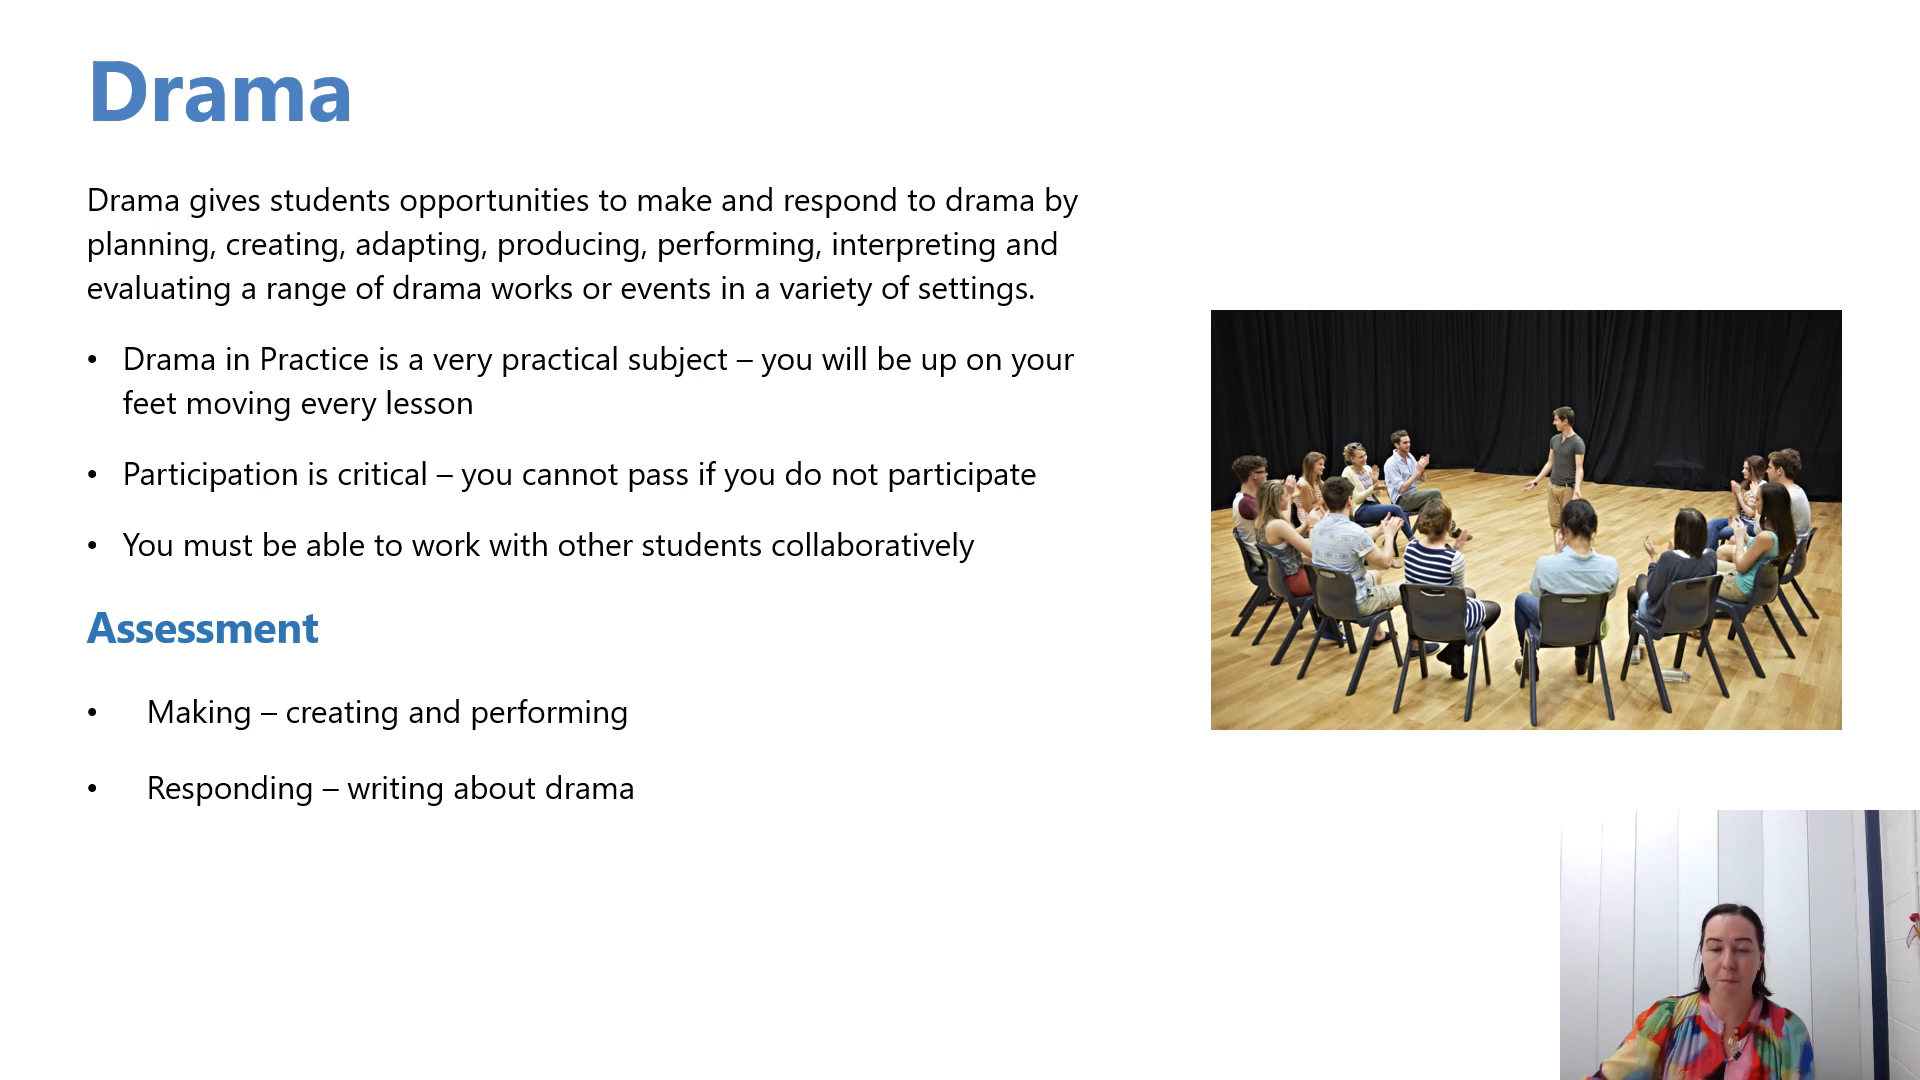 Drama
Drama gives students opportunities to make and respond to drama by
planning, creating, adapting, producing, performing, interpreting and
evaluating a range of drama works or events in a variety of settings.
• Drama in Practice is a very practical subject – you will be up on your
feet moving every lesson
• Participation is critical – you cannot pass if you do not participate
• You must be able to work with other students collaboratively
Assessment
• Making – creating and performing
• Responding – writing about drama